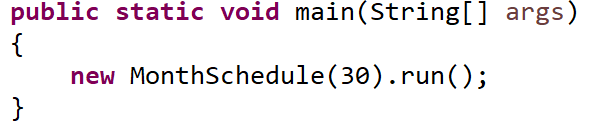 public static void main(String[] args)
{
    new MonthSchedule(30).run();
}